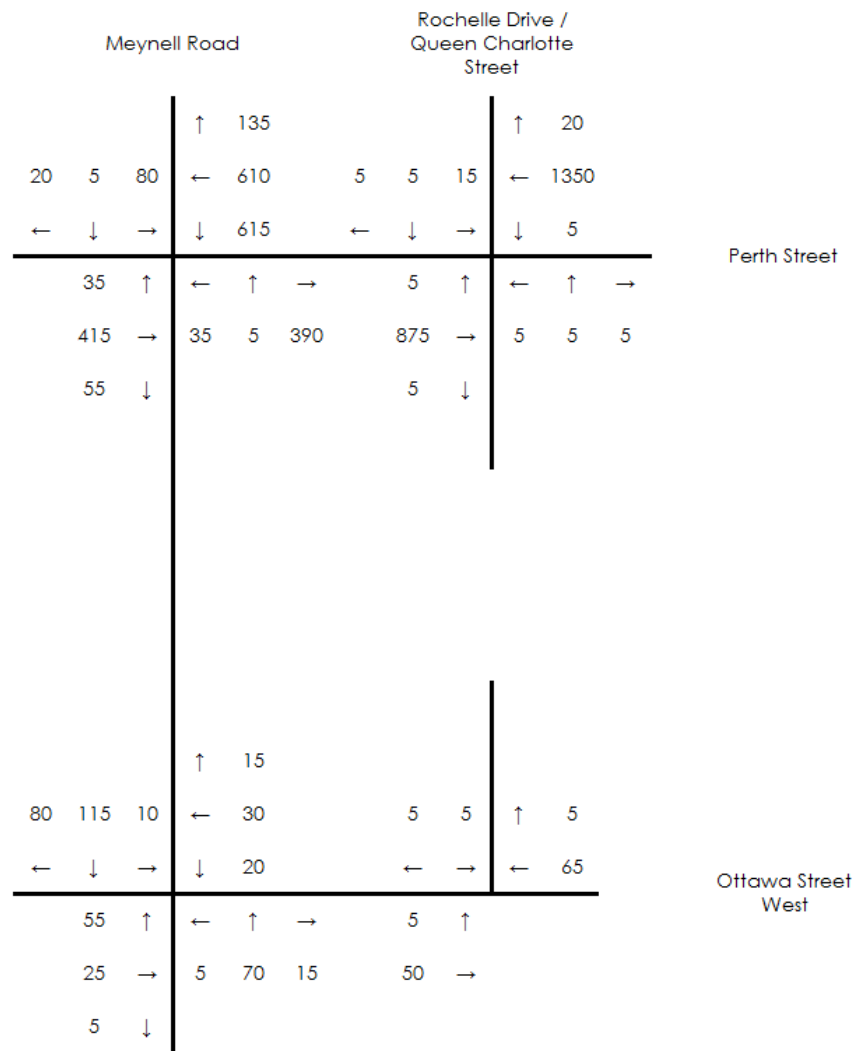 Meynell Road
Rochelle Drive /
Queen Charlotte
Street
↑ 135 ↑ 20
20 5 80 ← 610 5 5 15 ← 1350
← ↓ → ↓ 615 ← ↓ → ↓ 5
Perth Street
35 ↑ ← ↑ → 5 ↑ ← ↑ →
415 → 35 5 390 875 → 5 5 5
55 ↓ 5 ↓
↑ 15
80 115 10 ← 30 5 5 ↑ 5
← ↓ → ↓ 20 ← → ← 65
Ottawa Street
West
55 ↑ ← ↑ → 5 ↑
25 → 5 70 15 50 →
5 ↓